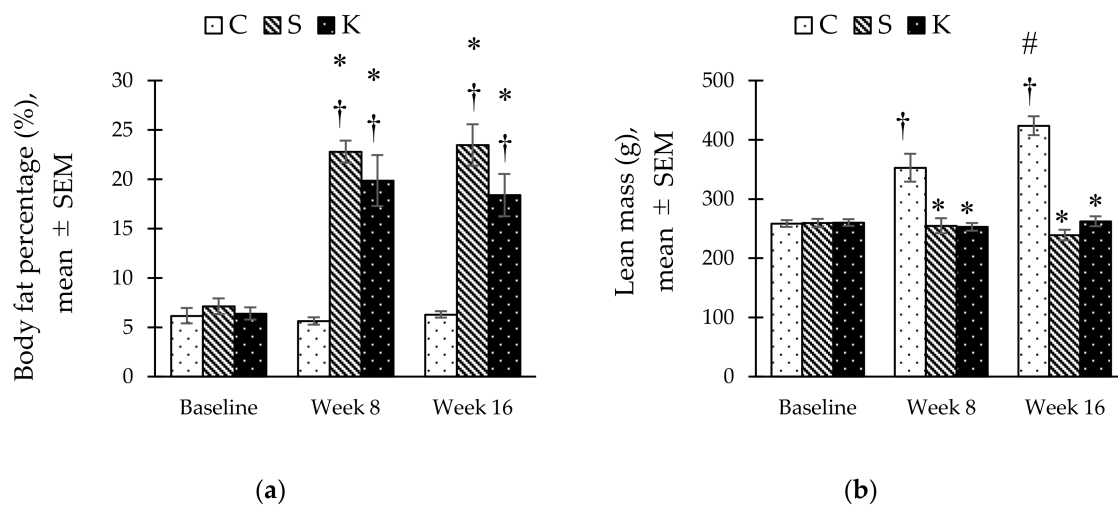 C S K
Body fat percentage (%),
mean ± SEM
30
25
20
15
10
5
0
* † * † * † * †
Baseline Week 8 Week 16
(a)
C S K
Lean mass (g),
mean ± SEM
500
400
300
200
100
0
† * * # † * *
Baseline Week 8 Week 16
(b)